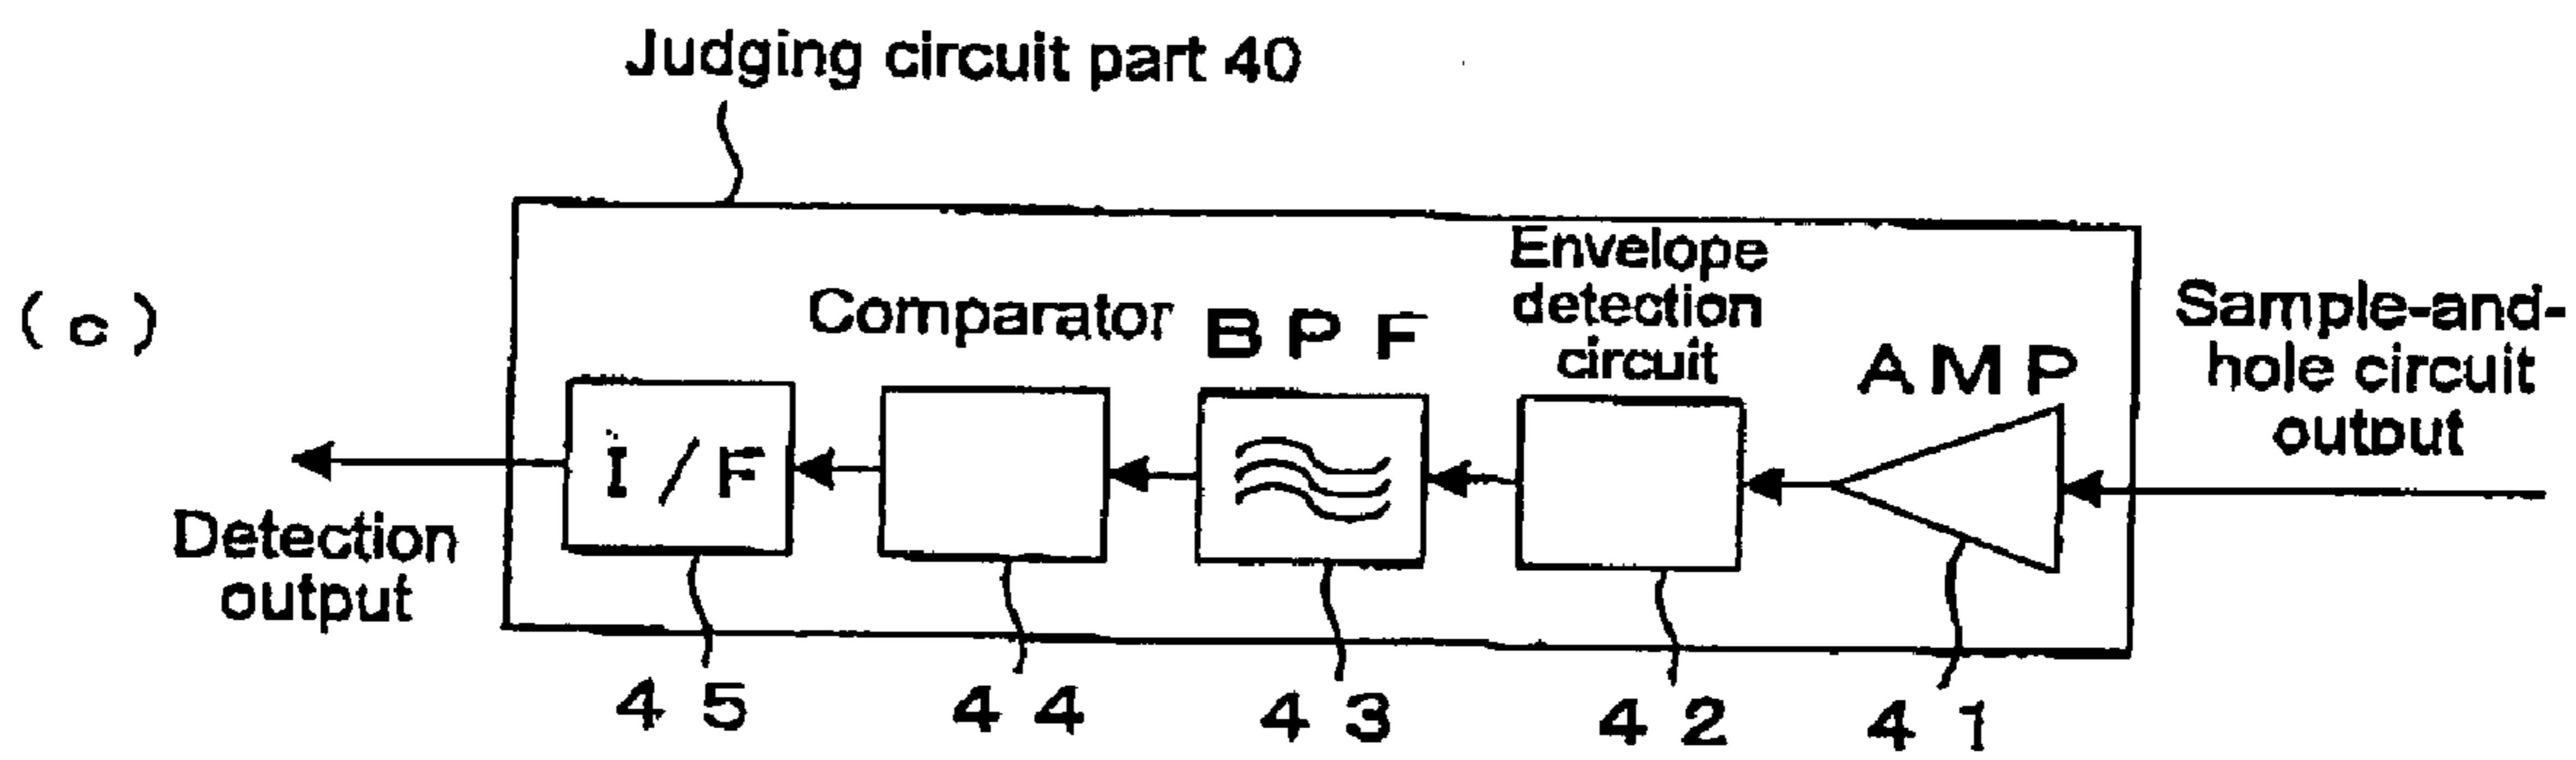 Judging circuit part 40
(c)
Comparator
BPF
Envelope
detection
circuit
AMP
Sample-and-
hole circuit
output
I/F
Detection
output
45
44
43
42
41